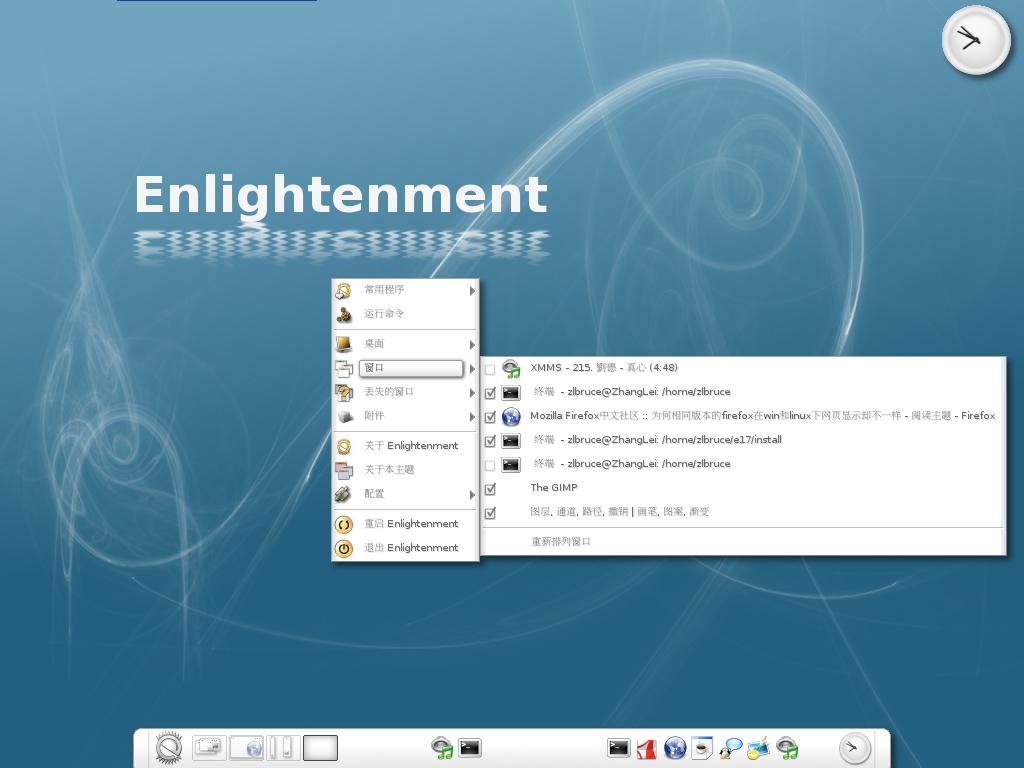 Enlightenment
常用程序
运行命令
桌面
窗口
丢失的窗口
附件
关于 Enlightenment
关于本主题
配置
重启 Enlightenment
退出 Enlightenment
XMMS - 215. 劉德 - 真心 (4:48)
终端 - zlbruce@ZhangLei: /home/zlbruce
Mozilla Firefox中文社区 :: 为何相同版本的firefox在win和linux下网页显示却不一样 - 阅读主题 - Firefox
终端 - zlbruce@ZhangLei: /home/zlbruce/e17/install
终端 - zlbruce@ZhangLei: /home/zlbruce
The GIMP
图层, 通道, 路径, 撤销 | 画笔, 图案, 渐变
重新排列窗口